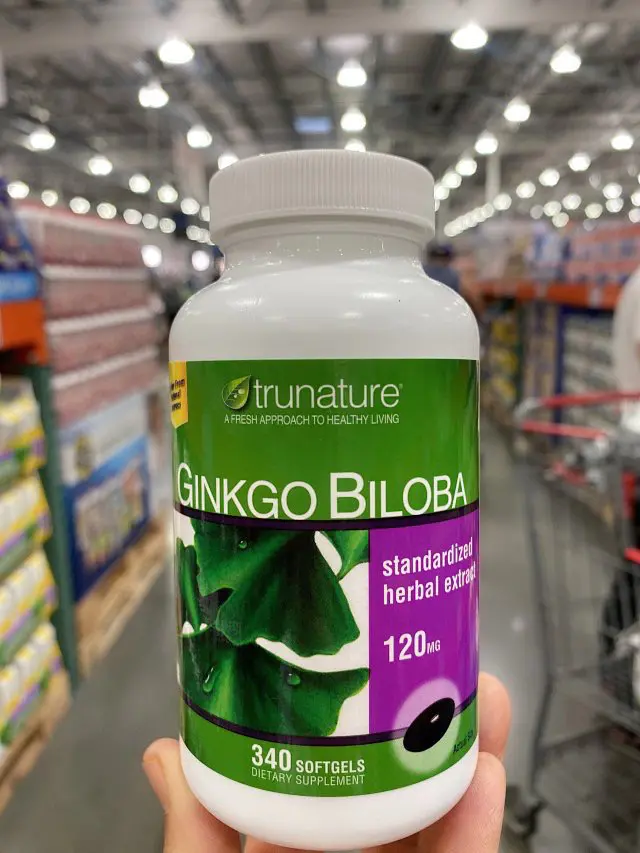 trunature®
A FRESH APPROACH TO HEALTHY LIVING
GINKGO BILOBA
standardized
herbal extract
120MG
340 SOFTGELS
DIETARY SUPPLEMENT